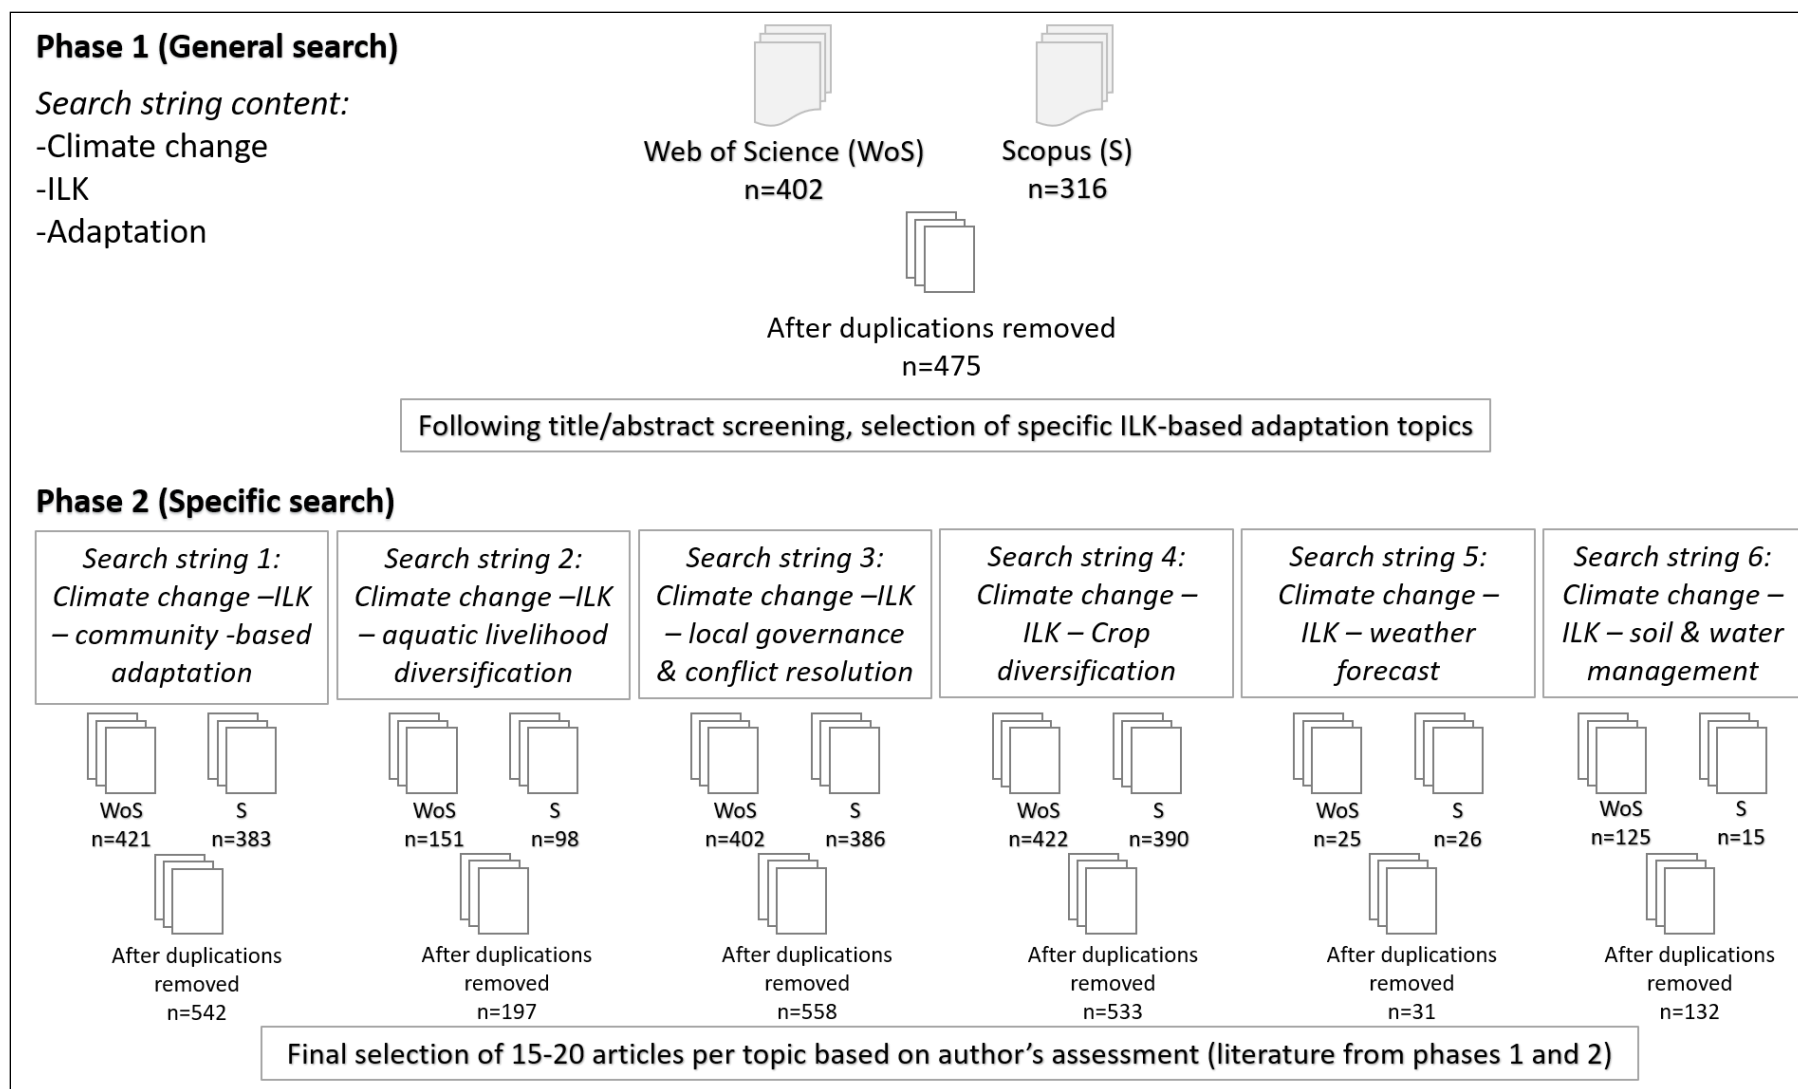 Phase 1 (General search)
Search string content:
-Climate change
-ILK
-Adaptation
Web of Science (WoS)
n=402
Scopus (S)
n=316
After duplications removed
n=475
Following title/abstract screening, selection of specific ILK-based adaptation topics
Phase 2 (Specific search)
Search string 1:
Climate change –ILK
– community -based
adaptation
Search string 2:
Climate change –ILK
– aquatic livelihood
diversification
Search string 3:
Climate change –ILK
– local governance
& conflict resolution
Search string 4:
Climate change –
ILK – Crop
diversification
Search string 5:
Climate change –
ILK – weather
forecast
Search string 6:
Climate change –
ILK – soil & water
management
WoS
n=421
S
n=383
WoS
n=151
S
n=98
WoS
n=402
S
n=386
WoS
n=422
S
n=390
WoS
n=25
S
n=26
WoS
n=125
S
n=15
After duplications
removed
n=542
After duplications
removed
n=197
After duplications
removed
n=558
After duplications
removed
n=533
After duplications
removed
n=31
After duplications
removed
n=132
Final selection of 15-20 articles per topic based on author’s assessment (literature from phases 1 and 2)